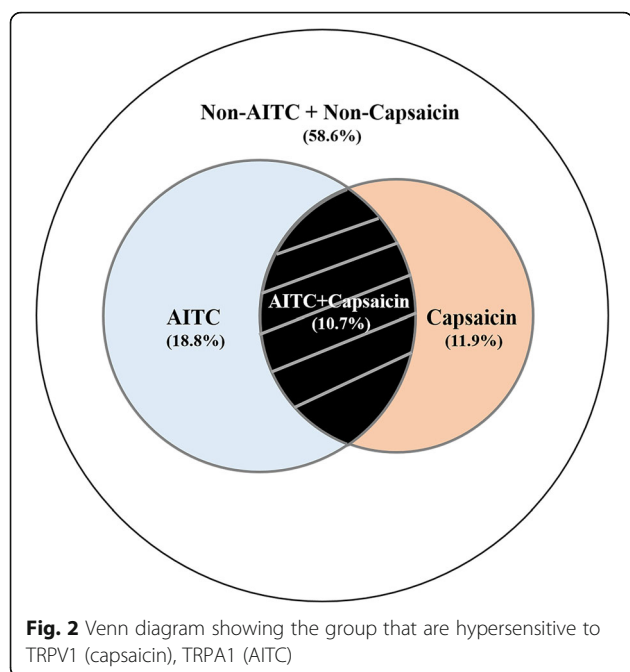 Non-AITC + Non-Capsaicin
(58.6%)
AITC
(18.8%)
AITC+Capsaicin
(10.7%)
Capsaicin
(11.9%)
Fig. 2 Venn diagram showing the group that are hypersensitive to
TRPV1 (capsaicin), TRPA1 (AITC)